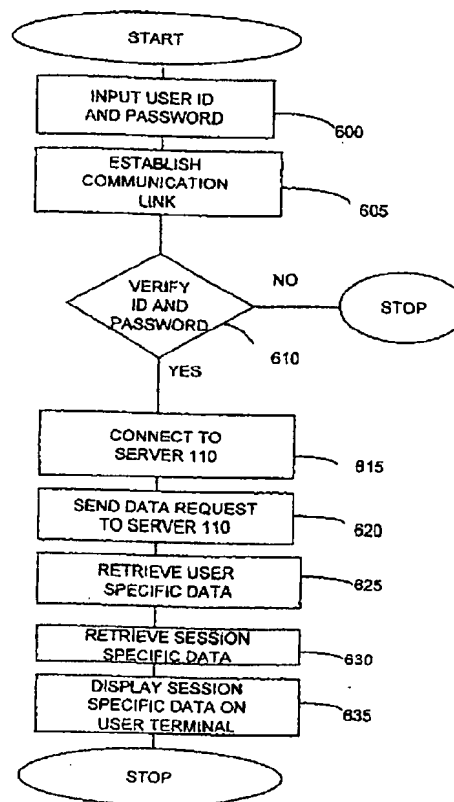 START
INPUT USER ID
AND PASSWORD
600
ESTABLISH
COMMUNICATION
LINK
605
VERIFY
ID AND
PASSWORD
NO
STOP
610
YES
CONNECT TO
SERVER 110
615
SEND DATA REQUEST
TO SERVER 110
620
RETRIEVE USER
SPECIFIC DATA
625
RETRIEVE SESSION
SPECIFIC DATA
630
DISPLAY SESSION
SPECIFIC DATA ON
USER TERMINAL
635
STOP